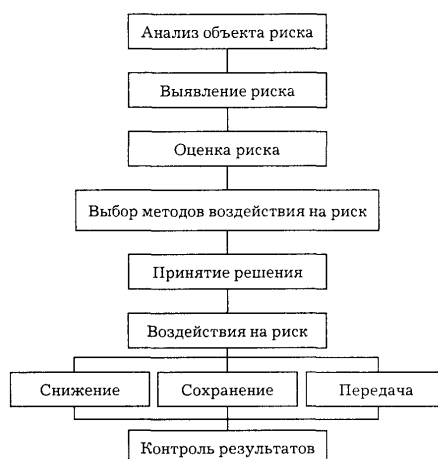 Анализ объекта риска
Выявление риска
Оценка риска
Выбор методов воздействия на риск
Принятие решения
Воздействия на риск
Снижение
Сохранение
Передача
Контроль результатов